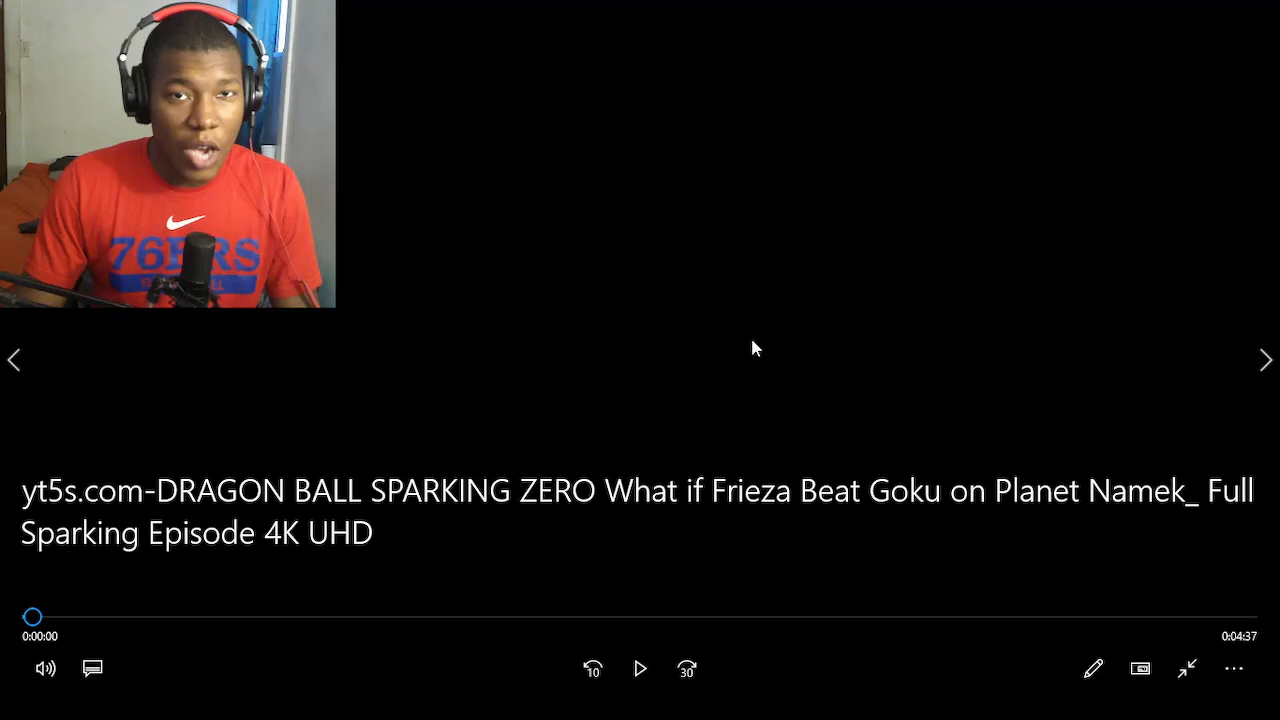 76ERS
yt5s.com-DRAGON BALL SPARKING ZERO What if Frieza Beat Goku on Planet Namek_ Full
Sparking Episode 4K UHD
0:00:00
0:04:37
10
30